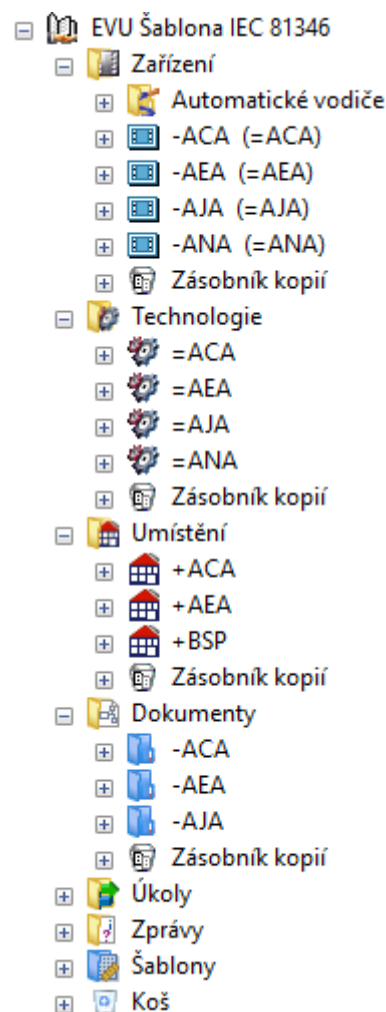 EVU Šablona IEC 81346
Zařízení
Automatické vodiče
-ACA (=ACA)
-AEA (=AEA)
-AJA (=AJA)
-ANA (=ANA)
Zásobník kopií
Technologie
=ACA
=AEA
=AJA
=ANA
Zásobník kopií
Umístění
+ACA
+AEA
+BSP
Zásobník kopií
Dokumenty
-ACA
-AEA
-AJA
Zásobník kopií
Úkoly
Zprávy
Šablony
Koš